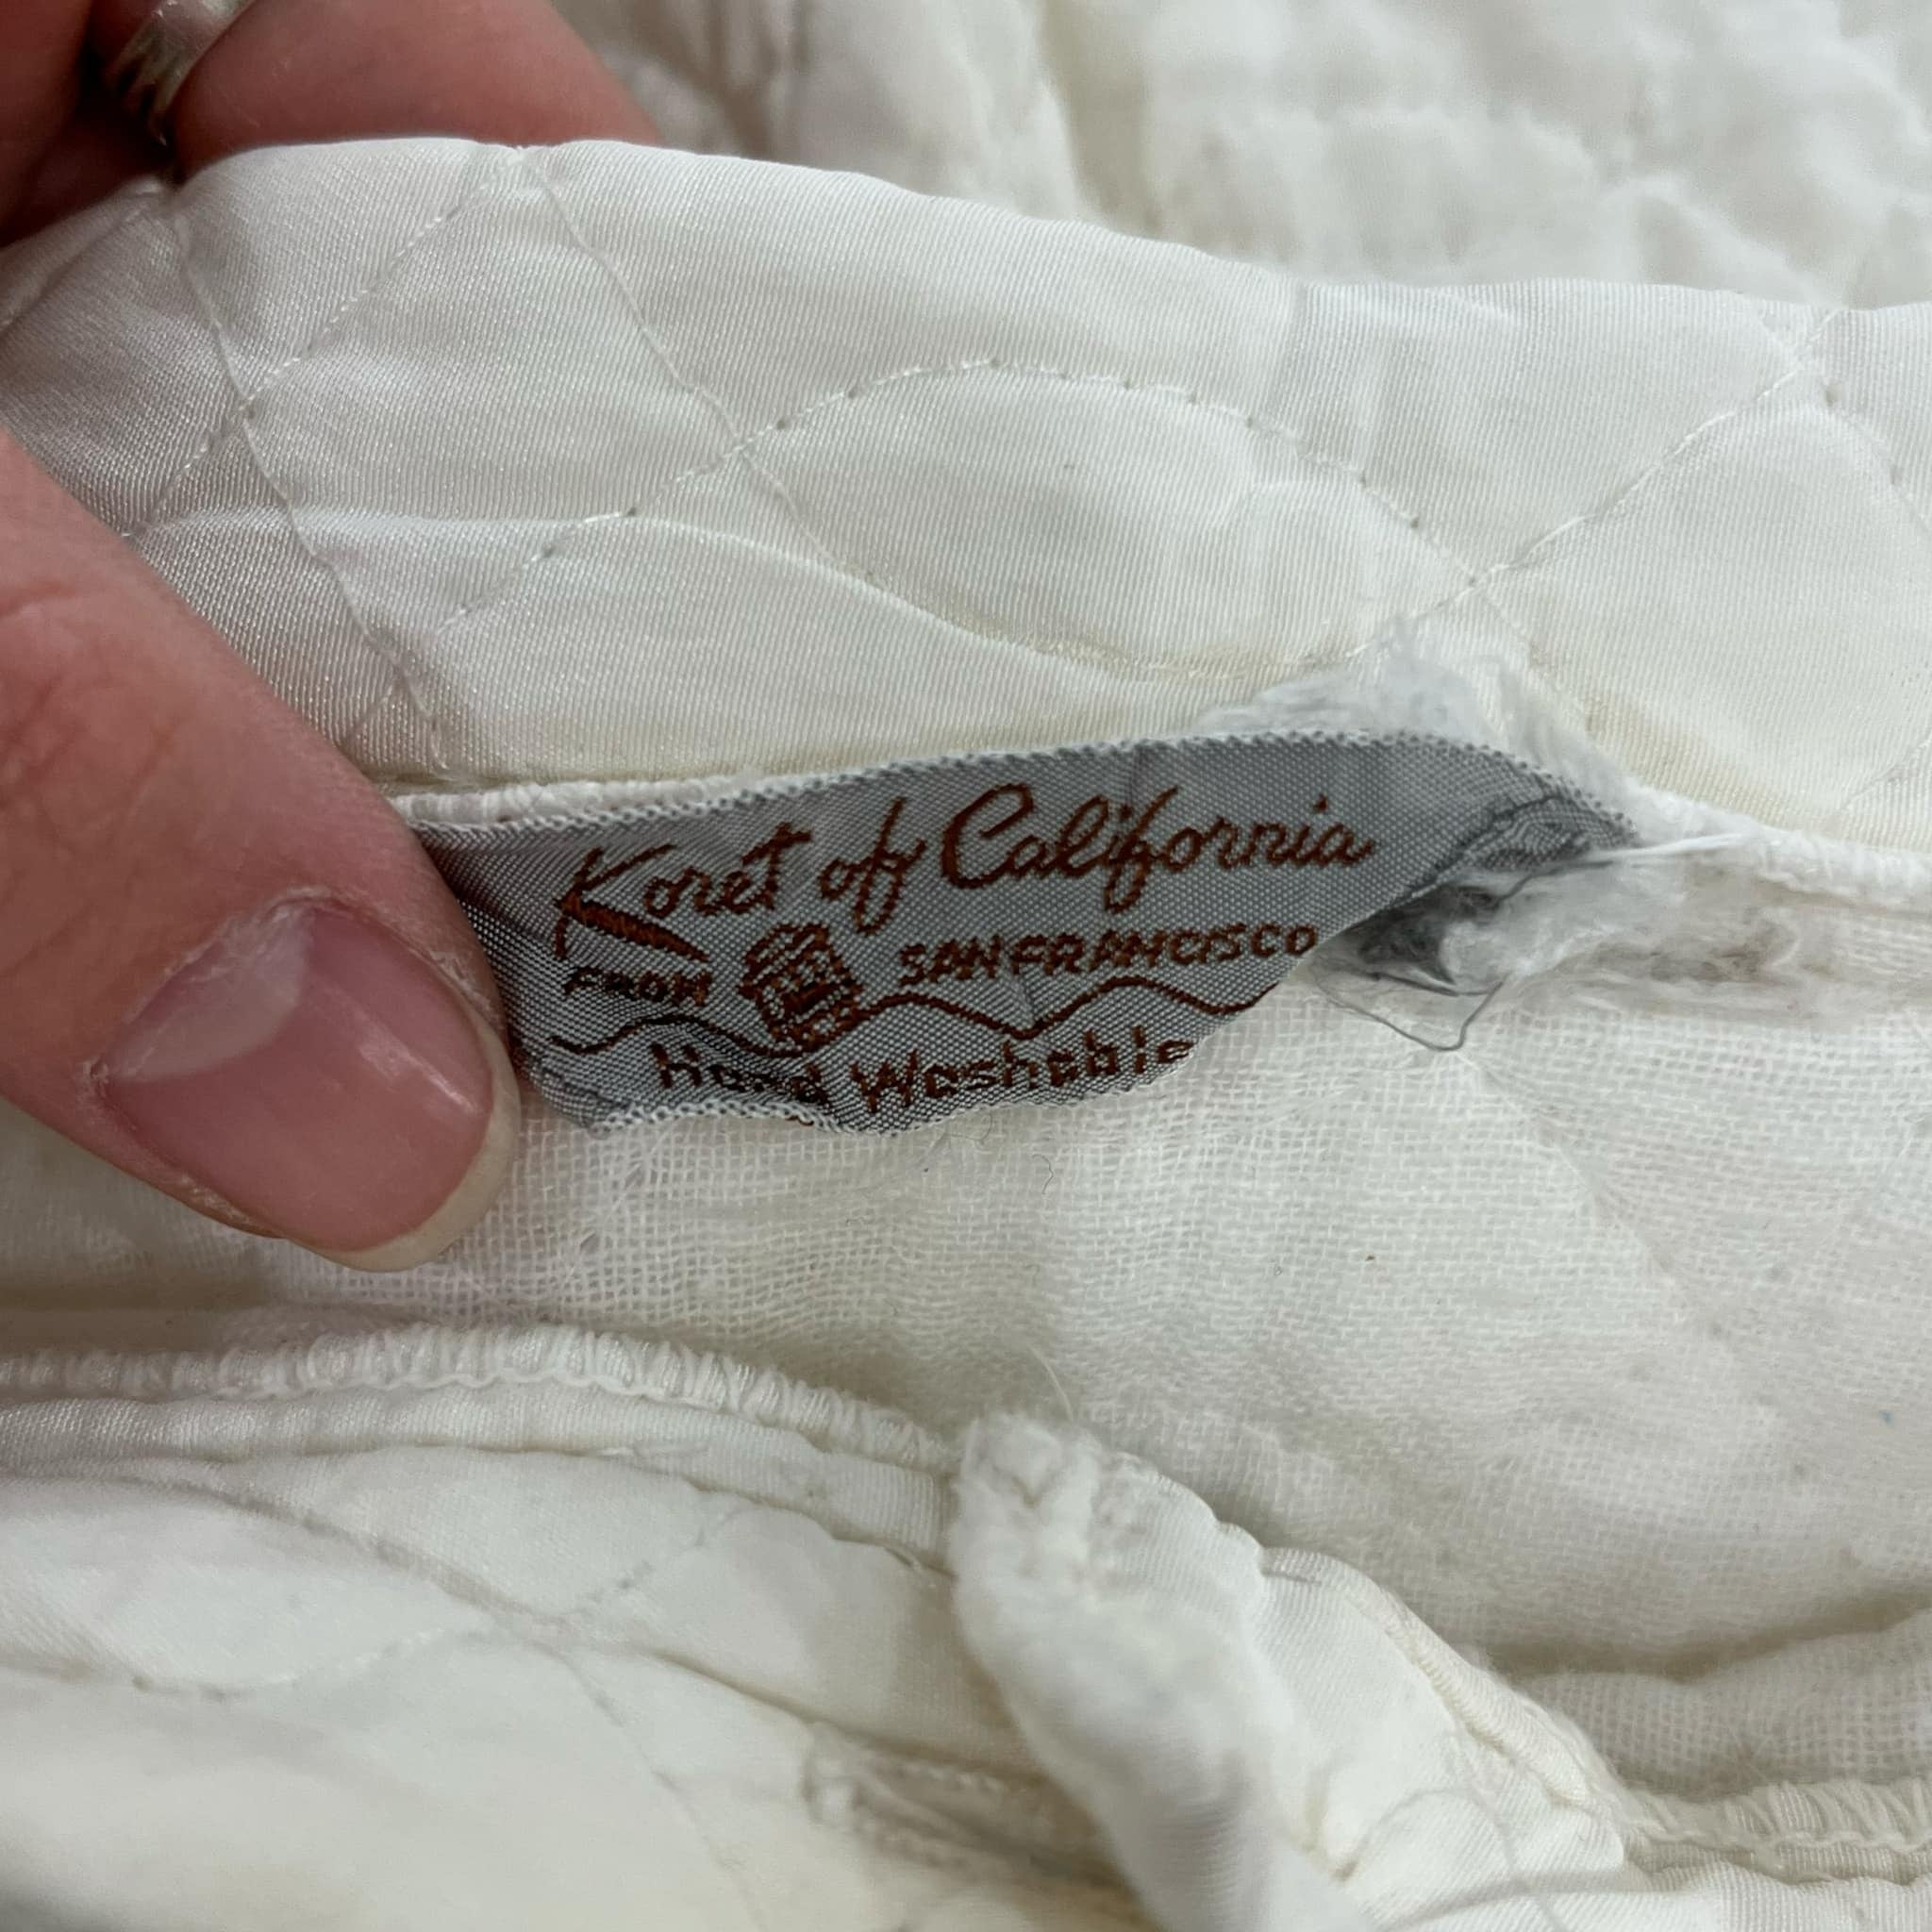 Koret of California
FROM SAN FRANCISCO
Hand Washable